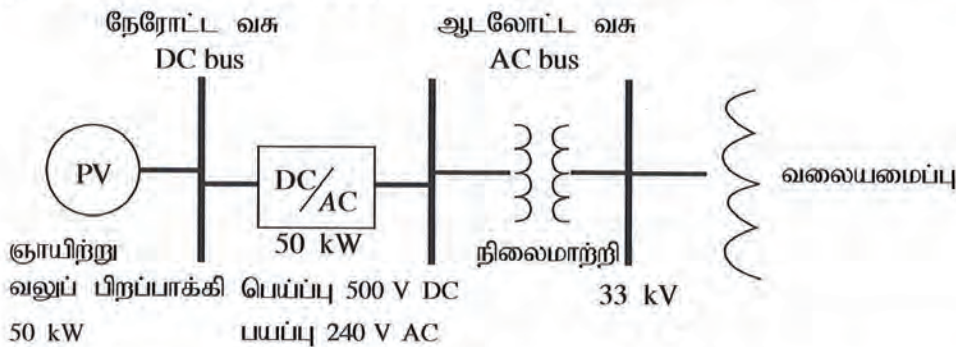 நேரோட்ட வசு
DC bus
ஆடலோட்ட வசு
AC bus
PV
DC/AC
50 kW
வலையமைப்பு
ஞாயிற்று
வலுப் பிறப்பாக்கி
50 kW
பெய்ப்பு 500 V DC
பயப்பு 240 V AC
நிலைமாற்றி
33 kV